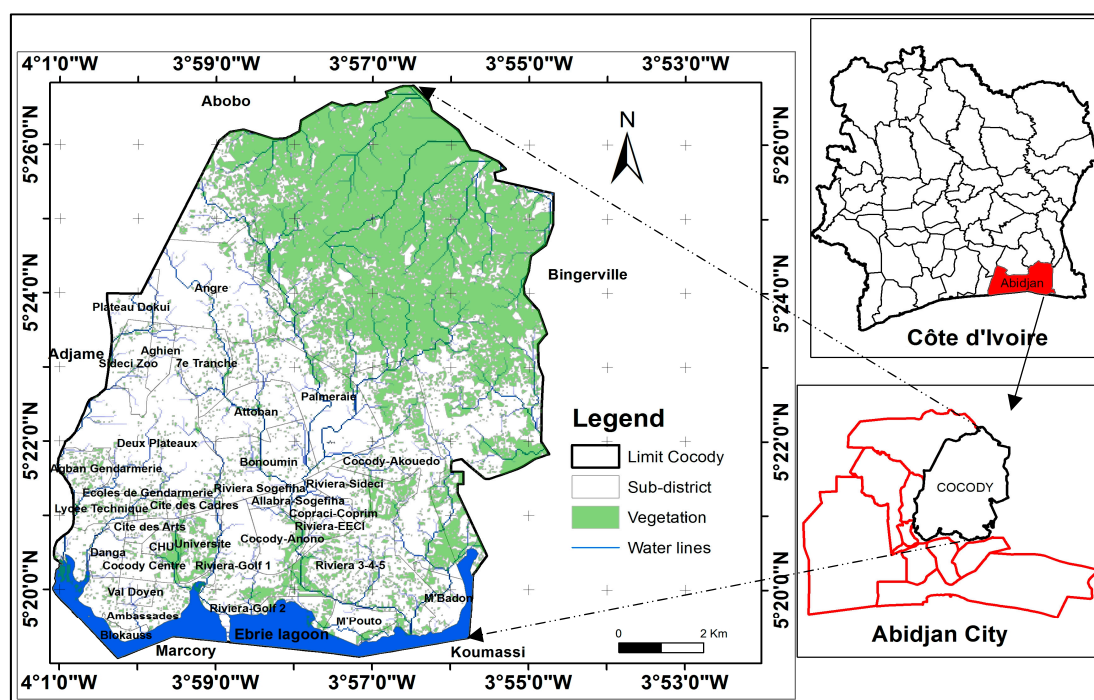 4°1'0"W 3°59'0"W 3°57'0"W 3°55'0"W 3°53'0"W
Abobo
N
5°26'0"N 5°26'0"N
Bingerville
Angre
5°24'0"N 5°24'0"N
Plateau Dokui
Adjame
Aghien
Sideci Zoo 7e Tranche
Palmeraie
Attoban
5°22'0"N 5°22'0"N
Deux Plateaux
Bonoumin Cocody-Akouedo
Agban Gendarmerie
Riviera Sogefiha Riviera-Sideci
Ecoles de Gendarmerie
Allabra-Sogefiha
Lycee Technique Cite des Cadres
Copraci-Coprim
Cite des Arts Riviera-EECI
Cocody-Anono
CHU Universite
Danga
Cocody Centre Riviera-Golf 1 Riviera 3-4-5
5°20'0"N 5°20'0"N
Val Doyen M'Badon
Riviera-Golf 2
Ambassades M'Pouto
Blokauss Ebrie lagoon
Marcory Koumassi
Legend
Limit Cocody
Sub-district
Vegetation
Water lines
0 2 Km
4°1'0"W 3°59'0"W 3°57'0"W 3°55'0"W 3°53'0"W
Abidjan
Côte d'Ivoire
COCODY
Abidjan City